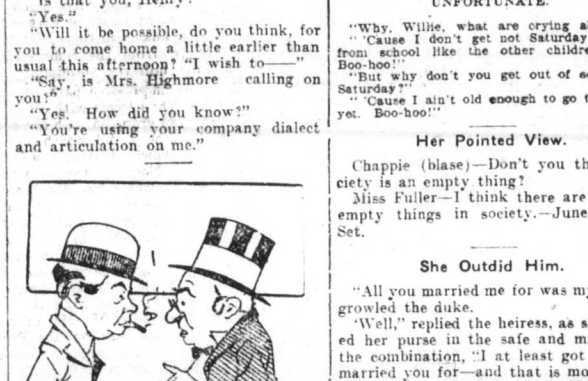 Is that you, Henry?
"Yes."
"Will it be possible, do you think, for
you to come home a little earlier than
usual this afternoon? "I wish to——"
"Say, is Mrs. Highmore calling on
you?"
"Yes. How did you know?"
"You're using your company dialect
and articulation on me."
UNFORTUNATE.
"Why, Willie, what are crying a
"'Cause I don't get not Saturday
from school like the other childre
Boo-hoo!"
"But why don't you get out of
Saturday?"
"'Cause I ain't old enough to go t
yet. Boo-hoo!"
Her Pointed View.
Chappie (blase)—Don't you th
ciety is an empty thing?
Miss Fuller—I think there are
empty things in society.—June
Set.
She Outdid Him.
"All you married me for was m
growled the duke.
"Well," replied the heiress, as s
ed her purse in the safe and m
the combination, "I at least got
married you for—and that is mo